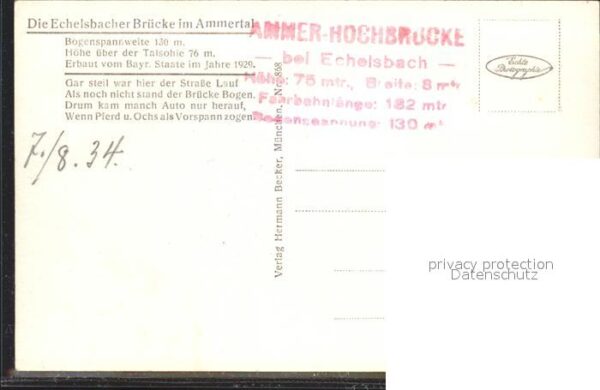 Die Echelsbacher Brücke im Ammertal
Bogenspannweite 130 m.
Höhe über der Talsohle 76 m.
Erbaut vom Bayr. Staate im Jahre 1929.
Gar steil war hier der Straße Lauf
Als noch nicht stand der Brücke Bogen.
Drum kam manch Auto nur herauf,
Wenn Pferd u. Ochs als Vorspann zogen.
7./8. 34.
AMMER-HOCHBRÜCKE
— bei Echelsbach —
Höhe: 75 mtr., Breite: 8 mtr
Fahrbahnlänge: 182 mtr
Bogenspannung: 130 m
Verlag Hermann Becker, München,
Echte
Photographie
privacy protection
Datenschutz